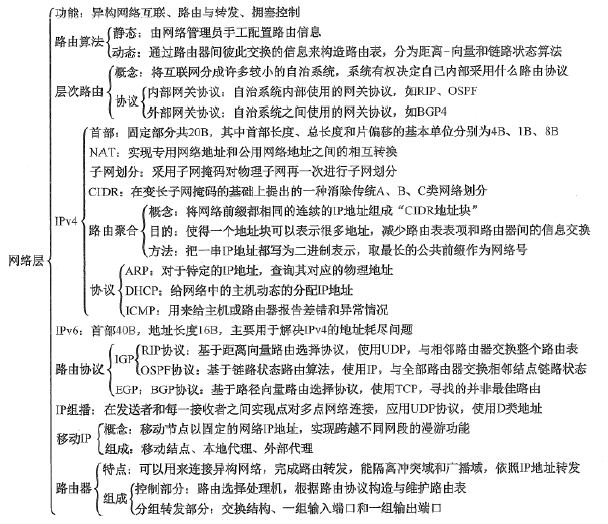 功能：异构网络互联、路由与转发、拥塞控制
路由算法
静态：由网络管理员手工配置路由信息
动态：通过路由器间彼此交换的信息来构造路由表，分为距离-向量和链路状态算法
层次路由
概念：将互联网分成许多较小的自治系统，系统有权决定自己内部采用什么路由协议
协议
内部网关协议：自治系统内部使用的网关协议，如RIP、OSPF
外部网关协议：自治系统之间使用的网关协议，如BGP4
网络层
IPv4
首部：固定部分共20B，其中首部长度、总长度和片偏移的基本单位分别为4B、1B、8B
NAT：实现专用网络地址和公用网络地址之间的相互转换
子网划分：采用子网掩码对物理子网再一次进行子网划分
CIDR：在变长子网掩码的基础上提出的一种消除传统A、B、C类网络划分
路由聚合
概念：将网络前缀都相同的连续的IP地址组成“CIDR地址块”
目的：使得一个地址块可以表示很多地址，减少路由表表项和路由器间的信息交换
方法：把一串IP地址都写为二进制表示，取最长的公共前缀作为网络号
协议
ARP：对于特定的IP地址，查询其对应的物理地址
DHCP：给网络中的主机动态的分配IP地址
ICMP：用来给主机或路由器报告差错和异常情况
IPv6：首部40B，地址长度16B，主要用于解决IPv4的地址耗尽问题
路由协议
IGP
RIP协议：基于距离向量路由选择协议，使用UDP，与相邻路由器交换整个路由表
OSPF协议：基于链路状态路由算法，使用IP，与全部路由器交换相邻结点链路状态
EGP：BGP协议：基于路径向量路由选择协议，使用TCP，寻找的并非最佳路由
IP组播：在发送者和每一接收者之间实现点对多点网络连接，应用UDP协议，使用D类地址
移动IP
概念：移动节点以固定的网络IP地址，实现跨越不同网段的漫游功能
组成：移动结点、本地代理、外部代理
路由器
特点：可以用来连接异构网络，完成路由转发，能隔离冲突域和广播域，依照IP地址转发
组成
控制部分：路由选择处理机，根据路由协议构造与维护路由表
分组转发部分：交换结构、一组输入端口和一组输出端口